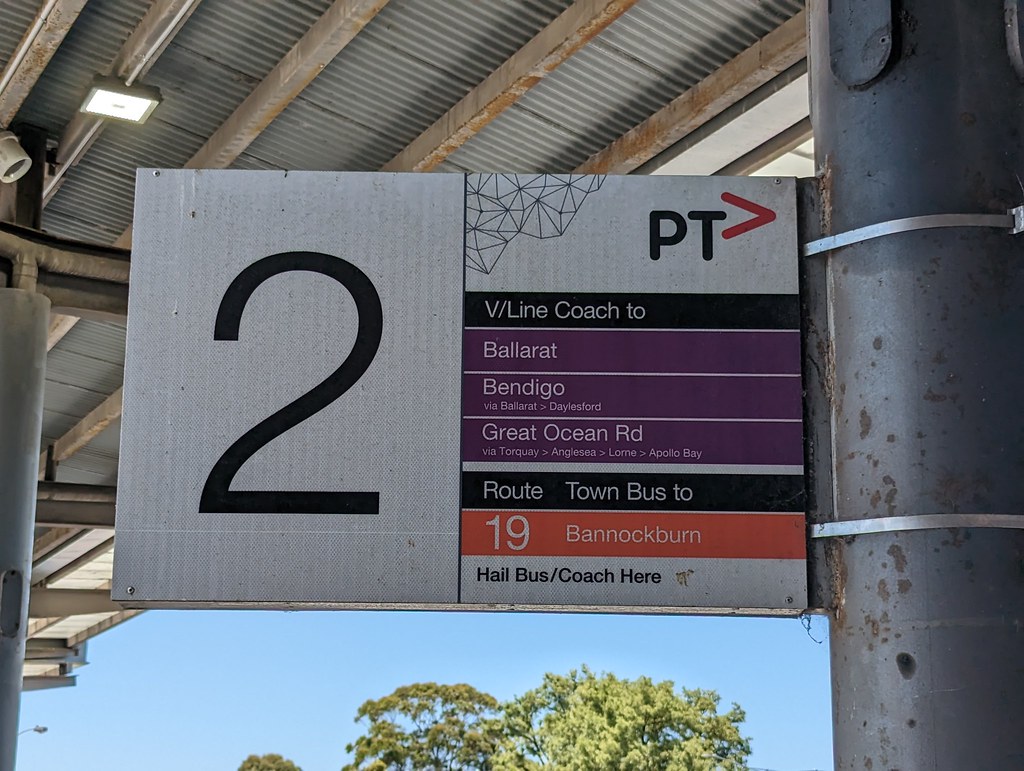 2
PT>
V/Line Coach to
Ballarat
Bendigo
via Ballarat > Daylesford
Great Ocean Rd
via Torquay > Anglesea > Lorne > Apollo Bay
Route Town Bus to
19 Bannockburn
Hail Bus/Coach Here